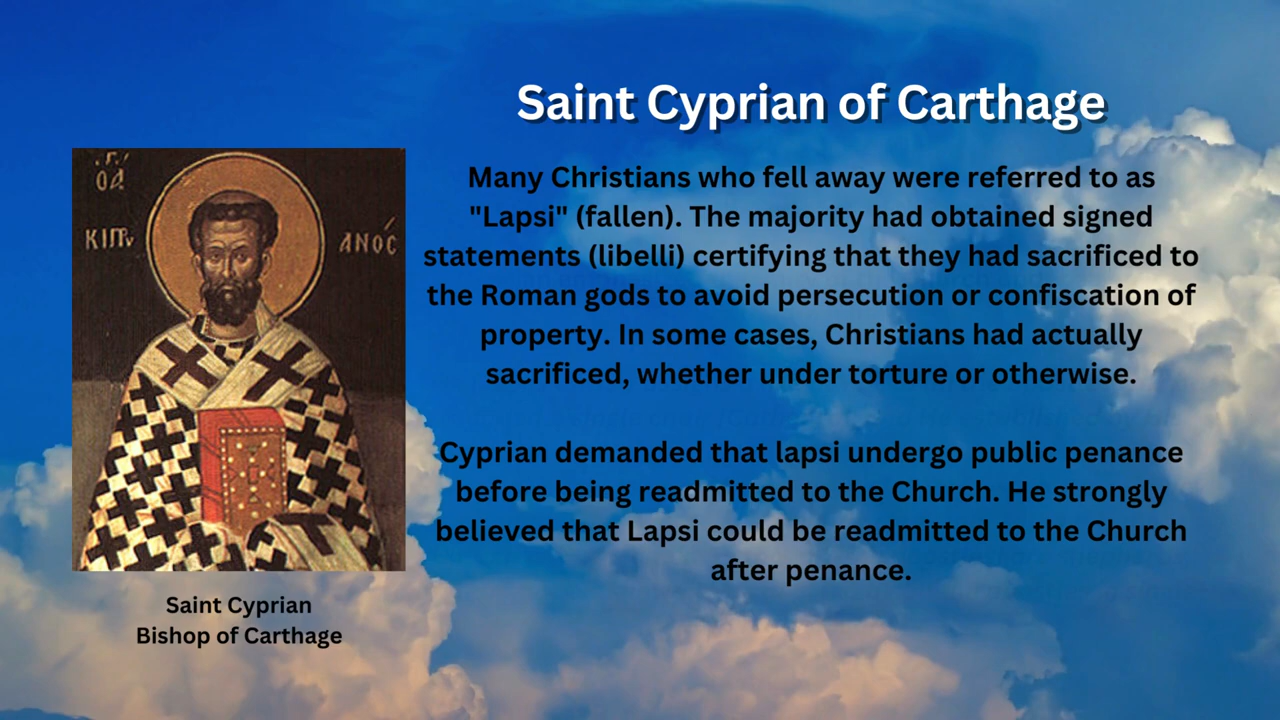 Saint Cyprian of Carthage
Many Christians who fell away were referred to as
"Lapsi" (fallen). The majority had obtained signed
statements (libelli) certifying that they had sacrificed to
the Roman gods to avoid persecution or confiscation of
property. In some cases, Christians had actually
sacrificed, whether under torture or otherwise.
Cyprian demanded that lapsi undergo public penance
before being readmitted to the Church. He strongly
believed that Lapsi could be readmitted to the Church
after penance.
ΚΙΠΥ
ΑΝΟC
Saint Cyprian
Bishop of Carthage